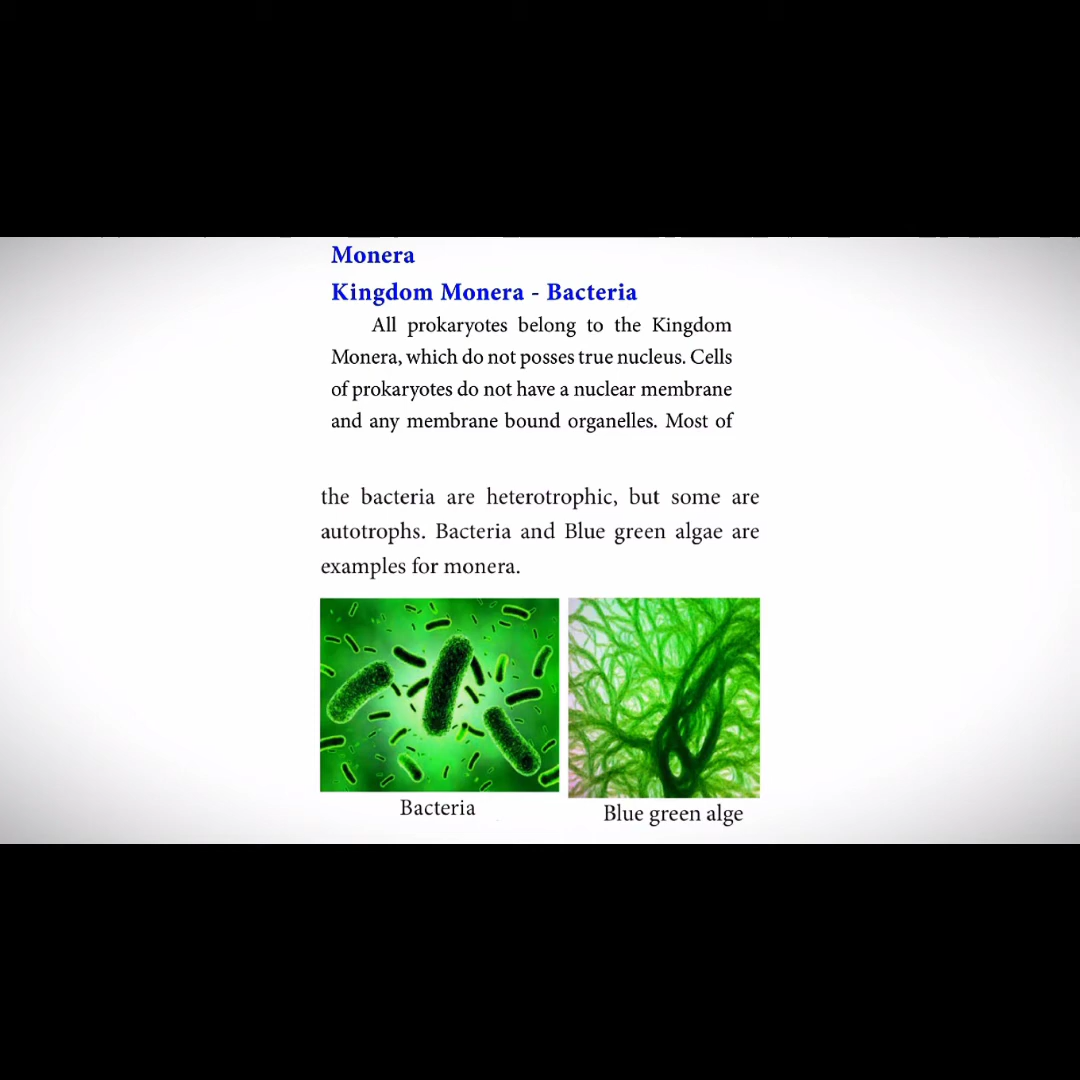 Monera
Kingdom Monera - Bacteria
All prokaryotes belong to the Kingdom
Monera, which do not posses true nucleus. Cells
of prokaryotes do not have a nuclear membrane
and any membrane bound organelles. Most of
the bacteria are heterotrophic, but some are
autotrophs. Bacteria and Blue green algae are
examples for monera.
Bacteria
Blue green alge